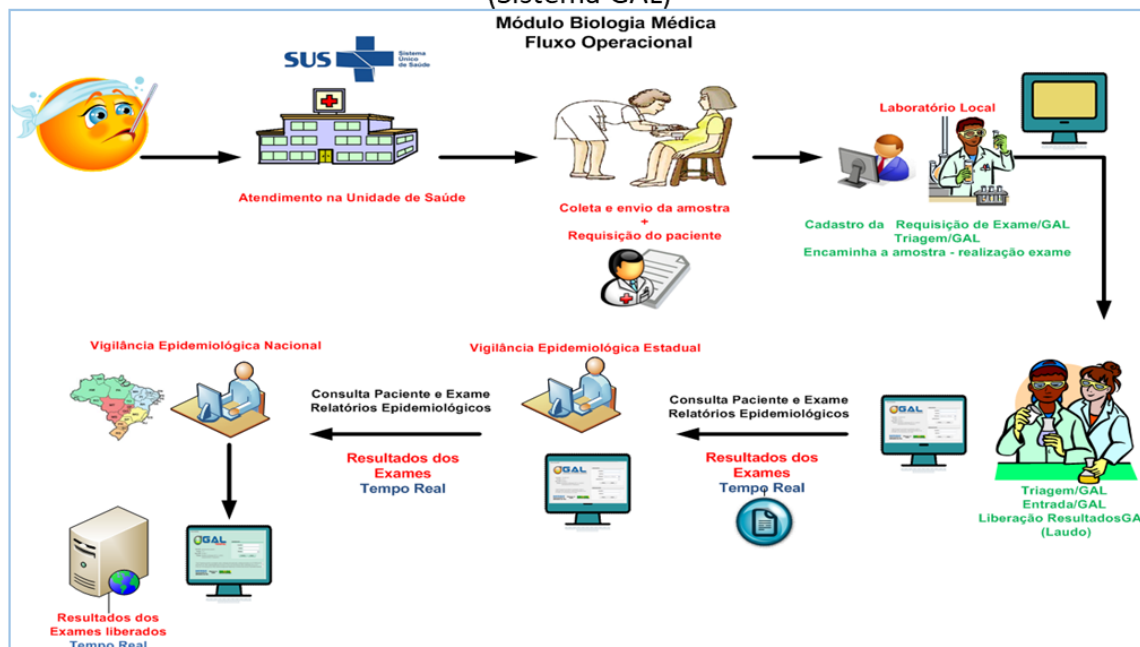 (Sistema GAL)
Módulo Biologia Médica
Fluxo Operacional
SUS
Sistema
Único
de Saúde
Laboratório Local
Atendimento na Unidade de Saúde
Coleta e envio da amostra
+
Requisição do paciente
Cadastro da Requisição de Exame/GAL
Triagem/GAL
Encaminha a amostra - realização exame
Vigilância Epidemiológica Nacional
Vigilância Epidemiológica Estadual
Consulta Paciente e Exame
Relatórios Epidemiológicos
Consulta Paciente e Exame
Relatórios Epidemiológicos
GAL
Resultados dos
Exames
Tempo Real
GAL
Resultados dos
Exames
Tempo Real
Triagem/GAL
Entrada/GAL
Liberação ResultadosGA
(Laudo)
GAL
Resultados dos
Exames liberados
Tempo Real